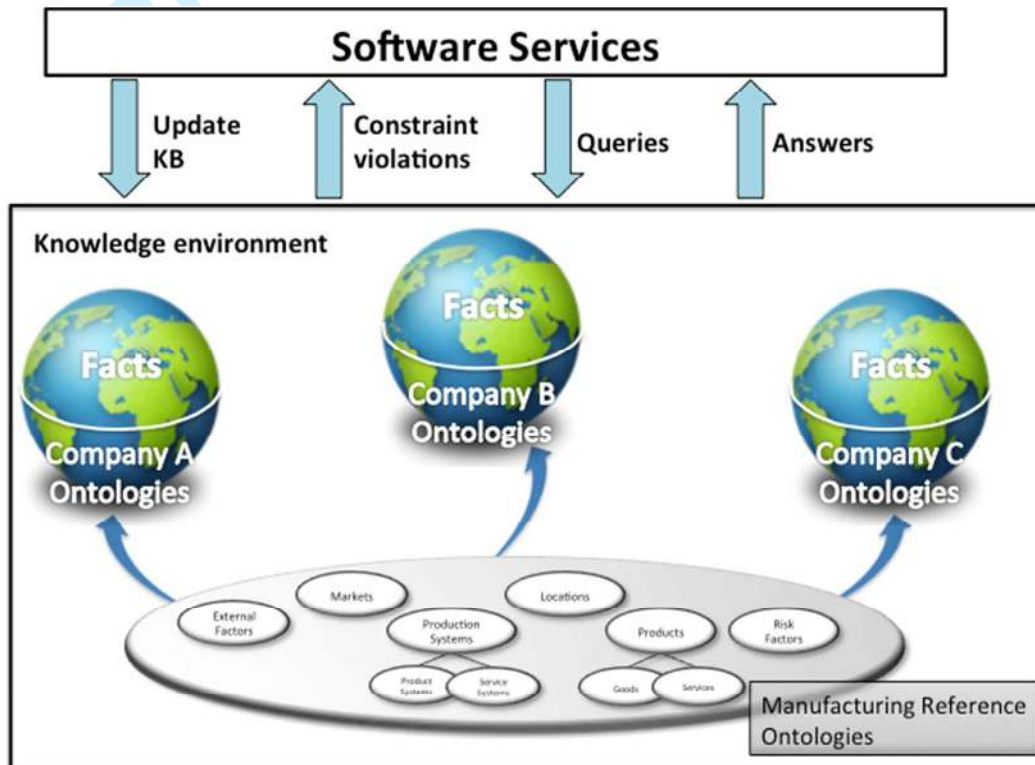 Software Services
Update
KB
Constraint
violations
Queries
Answers
Knowledge environment
Facts
Company A
Ontologies
Facts
Company B
Ontologies
Facts
Company C
Ontologies
External
Factors
Markets
Production
Systems
Product
Systems
Service
Systems
Locations
Products
Goods
Services
Risk
Factors
Manufacturing Reference
Ontologies